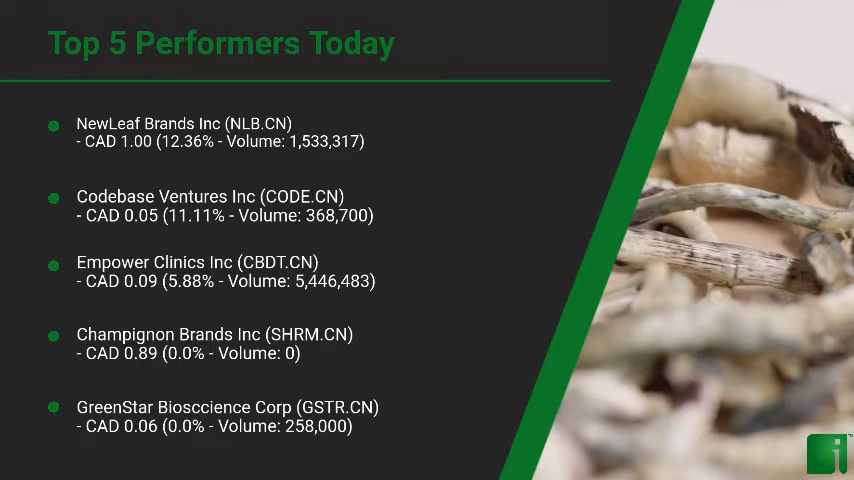 Top 5 Performers Today
NewLeaf Brands Inc (NLB.CN)
- CAD 1.00 (12.36% - Volume: 1,533,317)
Codebase Ventures Inc (CODE.CN)
- CAD 0.05 (11.11% - Volume: 368,700)
Empower Clinics Inc (CBDT.CN)
- CAD 0.09 (5.88% - Volume: 5,446,483)
Champignon Brands Inc (SHRM.CN)
- CAD 0.89 (0.0% - Volume: 0)
GreenStar Biosccience Corp (GSTR.CN)
- CAD 0.06 (0.0% - Volume: 258,000)
i